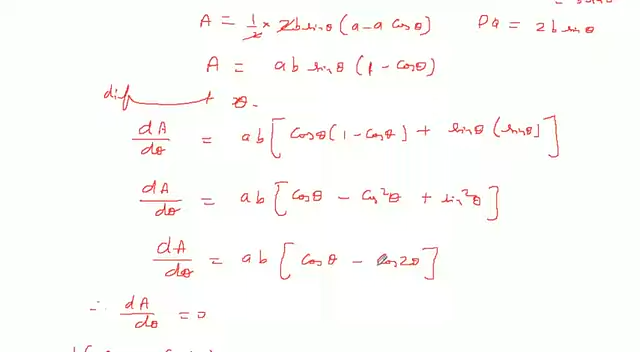 A = 1/2 × 2b sinθ (a-a cosθ) PQ = 2b sinθ
A = ab sinθ (1 - cosθ)
dA/dθ = ab [cosθ(1-cosθ) + sinθ (sinθ)]
dA/dθ = ab [cosθ - cos²θ + sin²θ]
dA/dθ = ab [cosθ - cos2θ]
∴ dA/dθ = 0